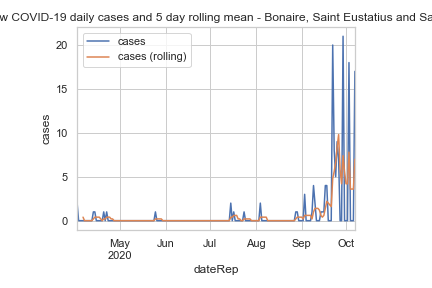 w COVID-19 daily cases and 5 day rolling mean - Bonaire, Saint Eustatius and Sa
cases
cases (rolling)
cases
20
15
10
5
0
May
2020
Jun
Jul
Aug
Sep
Oct
dateRep